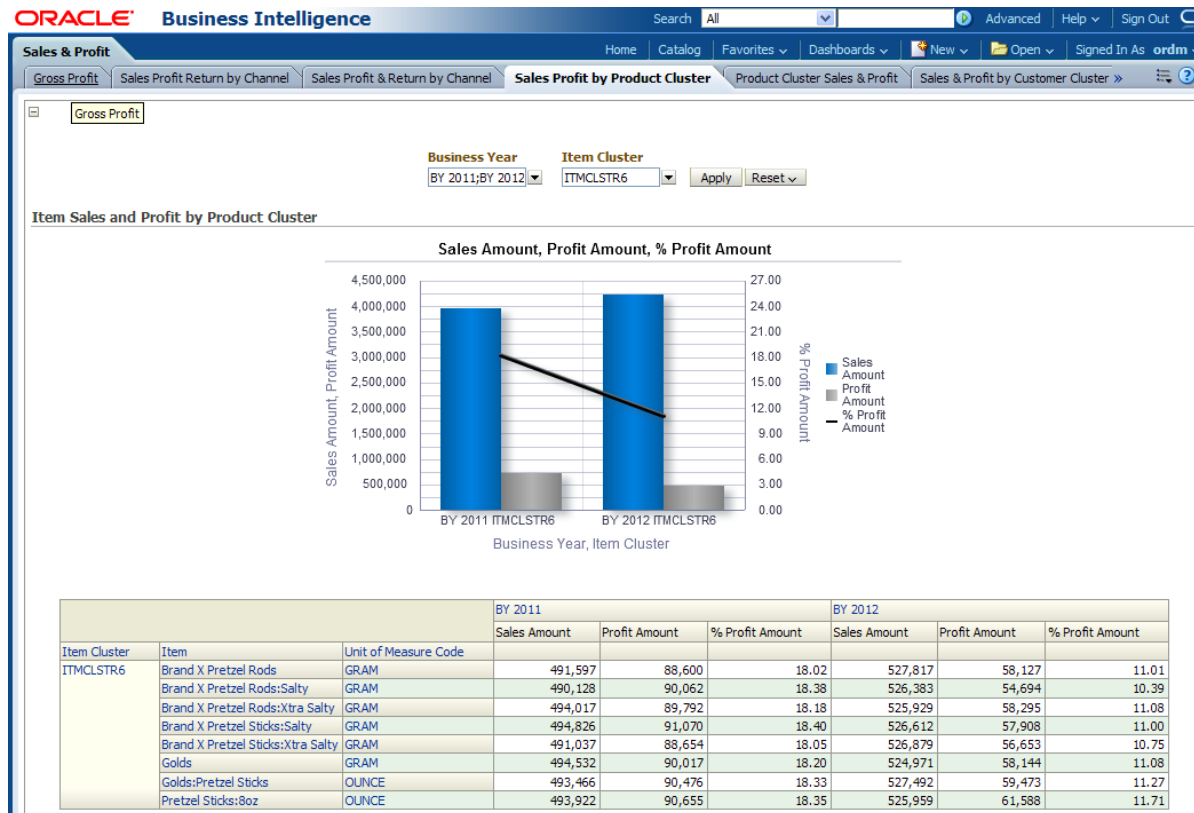 ORACLE Business Intelligence Search All Advanced Help Sign Out
Sales & Profit Home Catalog Favorites Dashboards New Open Signed In As ordm
Gross Profit Sales Profit Return by Channel Sales Profit & Return by Channel Sales Profit by Product Cluster Product Cluster Sales & Profit Sales & Profit by Customer Cluster »
Gross Profit
Business Year Item Cluster
BY 2011;BY 2012 ITMCLSTR6 Apply Reset
Item Sales and Profit by Product Cluster
Sales Amount, Profit Amount, % Profit Amount
Sales Amount, Profit Amount
4,500,000
4,000,000
3,500,000
3,000,000
2,500,000
2,000,000
1,500,000
1,000,000
500,000
0
27.00
24.00
21.00
18.00
15.00
12.00
9.00
6.00
3.00
0.00
% Profit Amount
Sales
Amount
Profit
Amount
% Profit
Amount
BY 2011 ITMCLSTR6 BY 2012 ITMCLSTR6
Business Year, Item Cluster
BY 2011 BY 2012
Sales Amount Profit Amount % Profit Amount Sales Amount Profit Amount % Profit Amount
Item Cluster Item Unit of Measure Code
ITMCLSTR6 Brand X Pretzel Rods GRAM 491,597 88,600 18.02 527,817 58,127 11.01
Brand X Pretzel Rods:Salty GRAM 490,128 90,062 18.38 526,383 54,694 10.39
Brand X Pretzel Rods:Xtra Salty GRAM 494,017 89,792 18.18 525,929 58,295 11.08
Brand X Pretzel Sticks:Salty GRAM 494,826 91,070 18.40 526,612 57,908 11.00
Brand X Pretzel Sticks:Xtra Salty GRAM 491,037 88,654 18.05 526,879 56,653 10.75
Golds GRAM 494,532 90,017 18.20 524,971 58,144 11.08
Golds:Pretzel Sticks OUNCE 493,466 90,476 18.33 527,492 59,473 11.27
Pretzel Sticks:8oz OUNCE 493,922 90,655 18.35 525,959 61,588 11.71